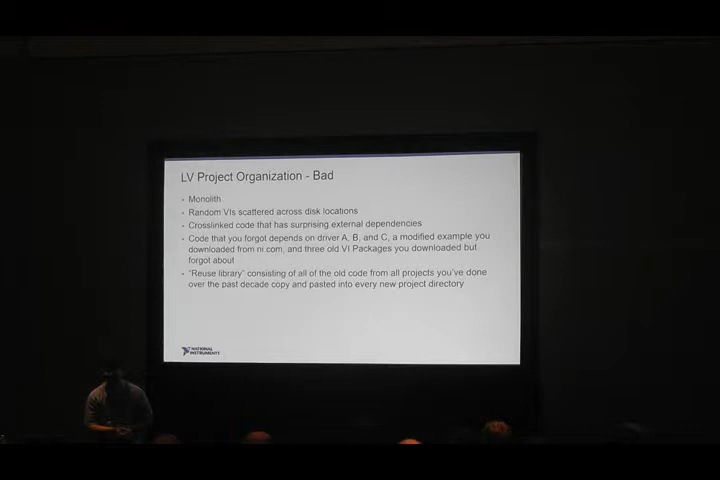 LV Project Organization - Bad
Monolith
Random VIs scattered across disk locations
Crosslinked code that has surprising external dependencies
Code that you forgot depends on driver A, B, and C, a modified example you
downloaded from ni.com, and three old VI Packages you downloaded but
forgot about
"Reuse library" consisting of all of the old code from all projects you've done
over the past decade copy and pasted into every new project directory
NATIONAL
INSTRUMENTS